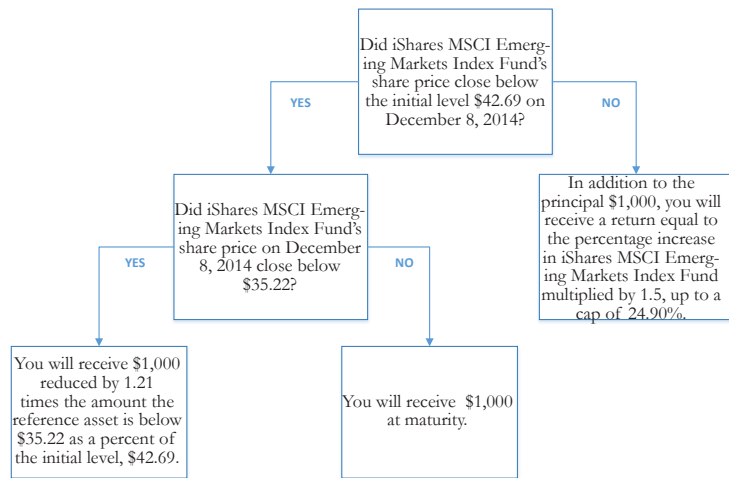 Did iShares MSCI Emerg-
ing Markets Index Fund's
share price close below
the initial level $42.69 on
December 8, 2014?
YES
NO
Did iShares MSCI Emerg-
ing Markets Index Fund's
share price on December
8, 2014 close below
$35.22?
In addition to the
principal $1,000, you will
receive a return equal to
the percentage increase
in iShares MSCI Emerg-
ing Markets Index Fund
multiplied by 1.5, up to a
cap of 24.90%.
YES
NO
You will receive $1,000
reduced by 1.21
times the amount the
reference asset is below
$35.22 as a percent of
the initial level, $42.69.
You will receive $1,000
at maturity.